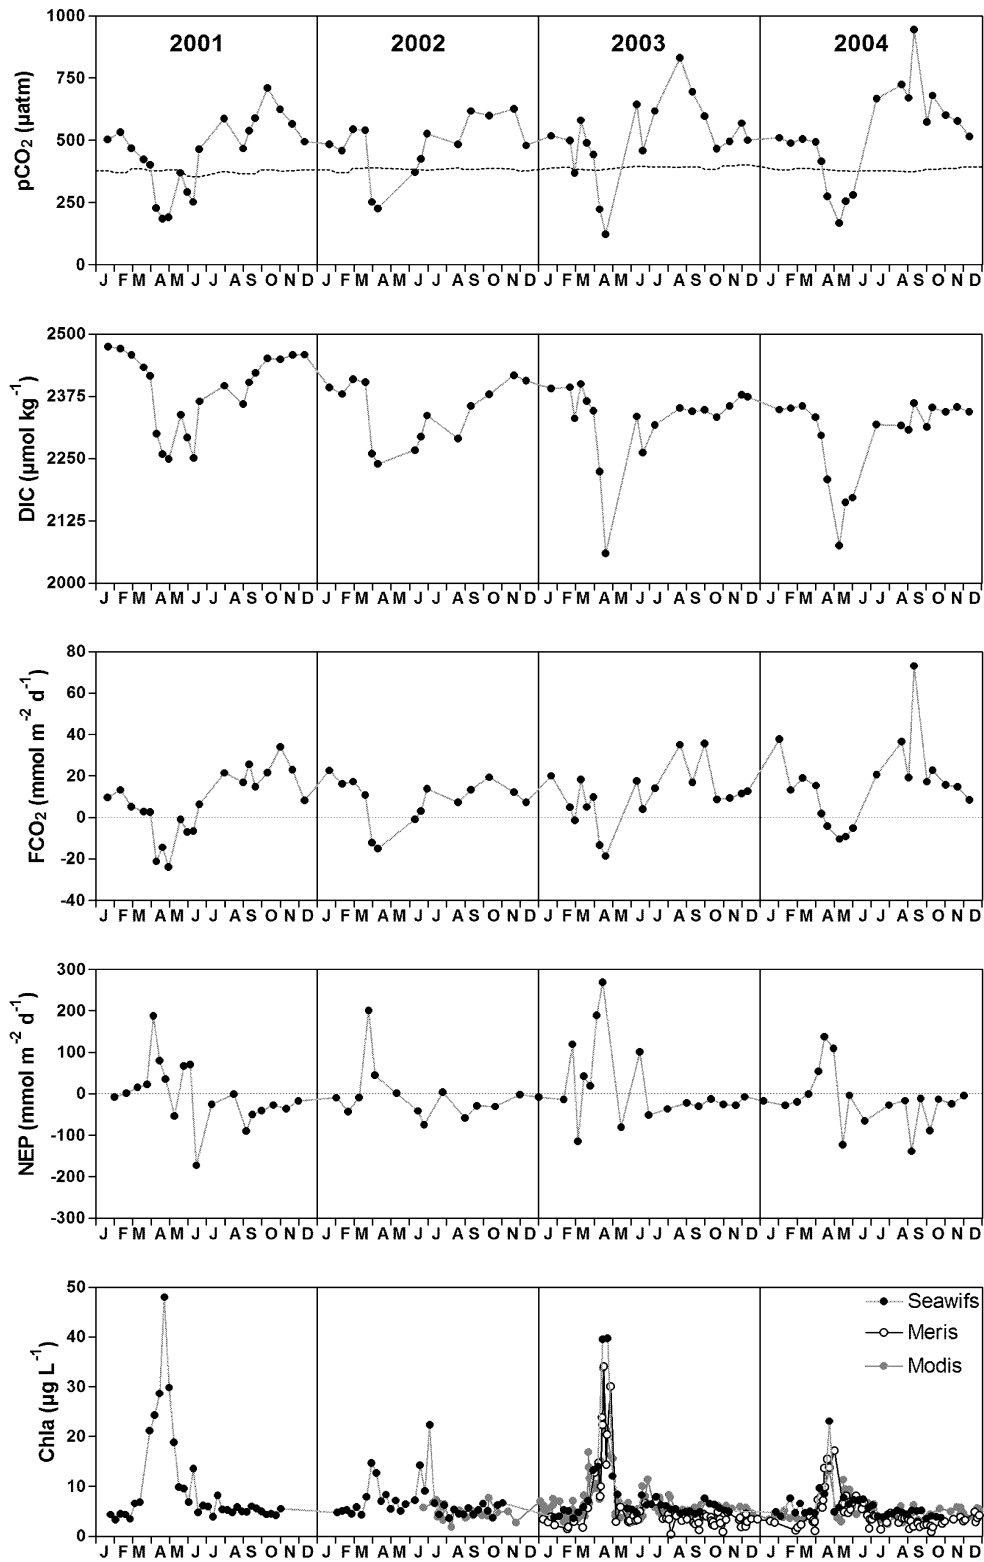 1000
750
500
250
0
pCO2 (µatm)
2001 2002 2003 2004
J F M A M J J A S O N D J F M A M J J A S O N D J F M A M J J A S O N D J F M A M J J A S O N D
2500
2375
2250
2125
2000
DIC (µmol kg-1)
J F M A M J J A S O N D J F M A M J J A S O N D J F M A M J J A S O N D J F M A M J J A S O N D
80
60
40
20
0
-20
-40
FCO2 (mmol m-2 d-1)
J F M A M J J A S O N D J F M A M J J A S O N D J F M A M J J A S O N D J F M A M J J A S O N D
300
200
100
0
-100
-200
-300
NEP (mmol m-2 d-1)
J F M A M J J A S O N D J F M A M J J A S O N D J F M A M J J A S O N D J F M A M J J A S O N D
50
40
30
20
10
0
Chla (µg L-1)
Seawifs
Meris
Modis
J F M A M J J A S O N D J F M A M J J A S O N D J F M A M J J A S O N D J F M A M J J A S O N D